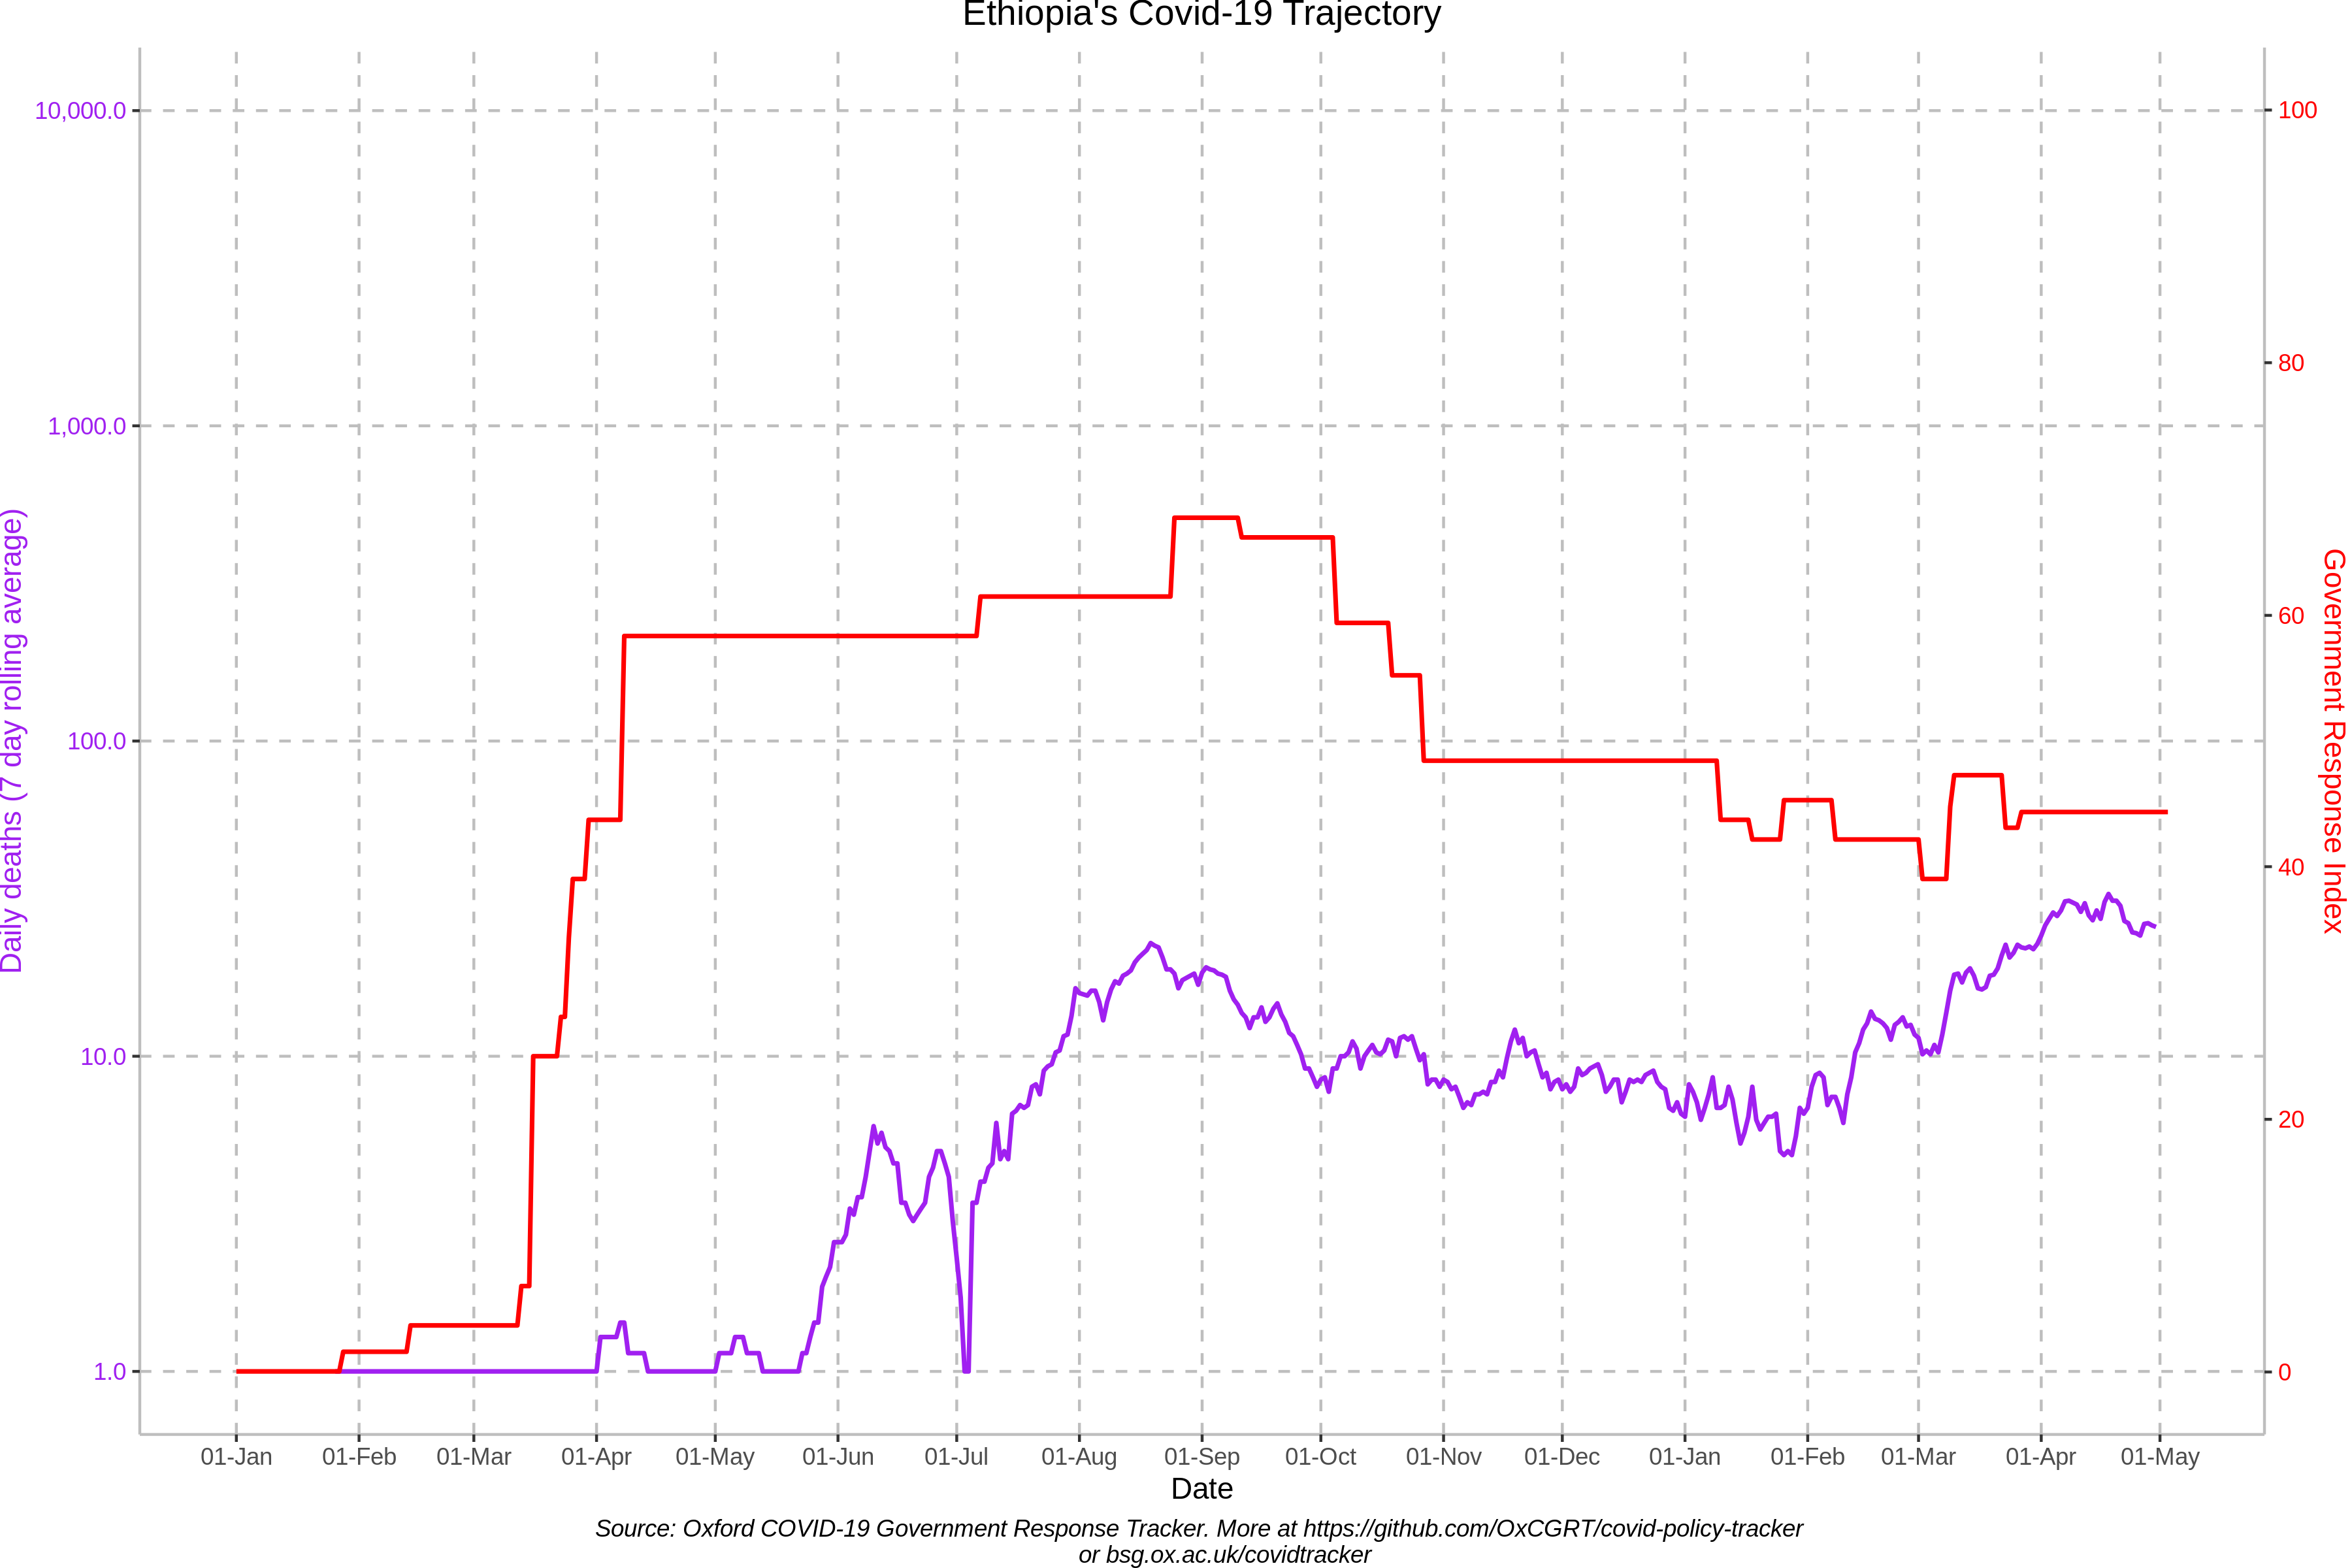 Ethiopia's Covid-19 Trajectory
10,000.0
1,000.0
100.0
10.0
1.0
Daily deaths (7 day rolling average)
100
80
60
40
20
0
Government Response Index
01-Jan 01-Feb 01-Mar 01-Apr 01-May 01-Jun 01-Jul 01-Aug 01-Sep 01-Oct 01-Nov 01-Dec 01-Jan 01-Feb 01-Mar 01-Apr 01-May
Date
Source: Oxford COVID-19 Government Response Tracker. More at https://github.com/OxCGRT/covid-policy-tracker
or bsg.ox.ac.uk/covidtracker